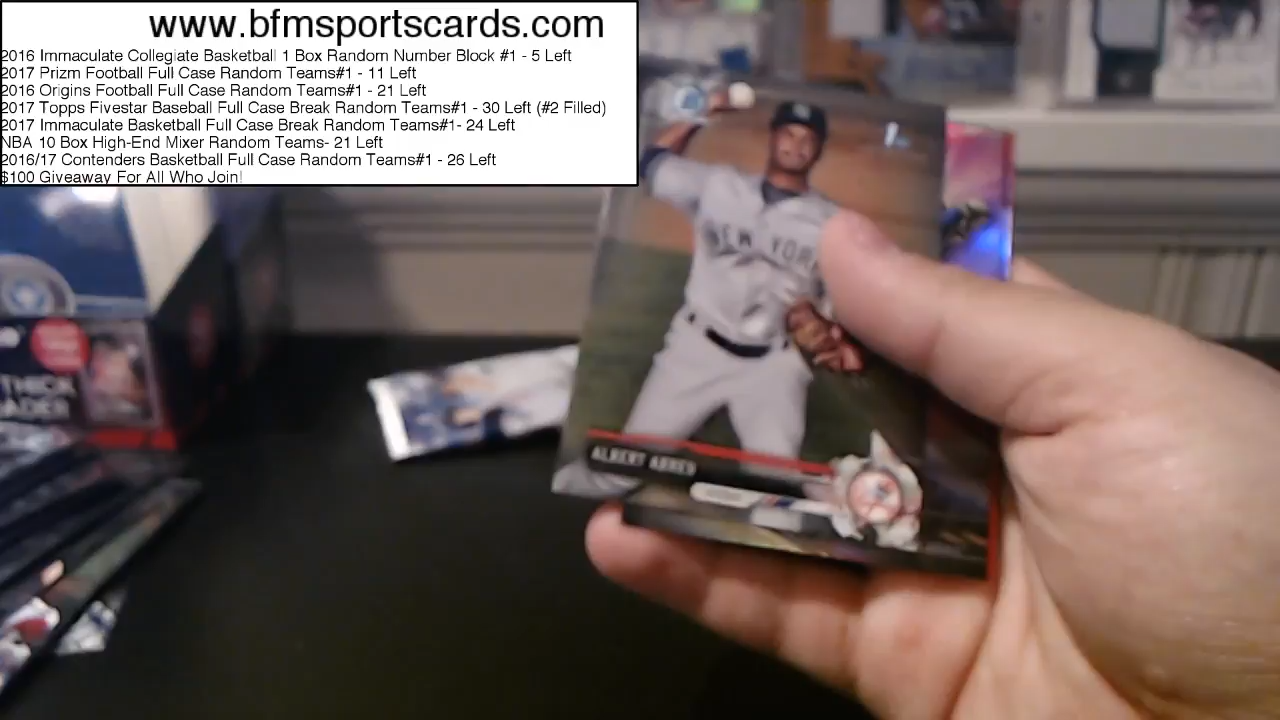 www.bfmsportscards.com
2016 Immaculate Collegiate Basketball 1 Box Random Number Block #1 - 5 Left
2017 Prizm Football Full Case Random Teams#1 - 11 Left
2016 Origins Football Full Case Random Teams#1 - 21 Left
2017 Topps Fivestar Baseball Full Case Break Random Teams#1 - 30 Left (#2 Filled)
2017 Immaculate Basketball Full Case Break Random Teams#1- 24 Left
NBA 10 Box High-End Mixer Random Teams- 21 Left
2016/17 Contenders Basketball Full Case Random Teams#1 - 26 Left
$100 Giveaway For All Who Join!
NEW YORK
ALBERT ABREU
THICK